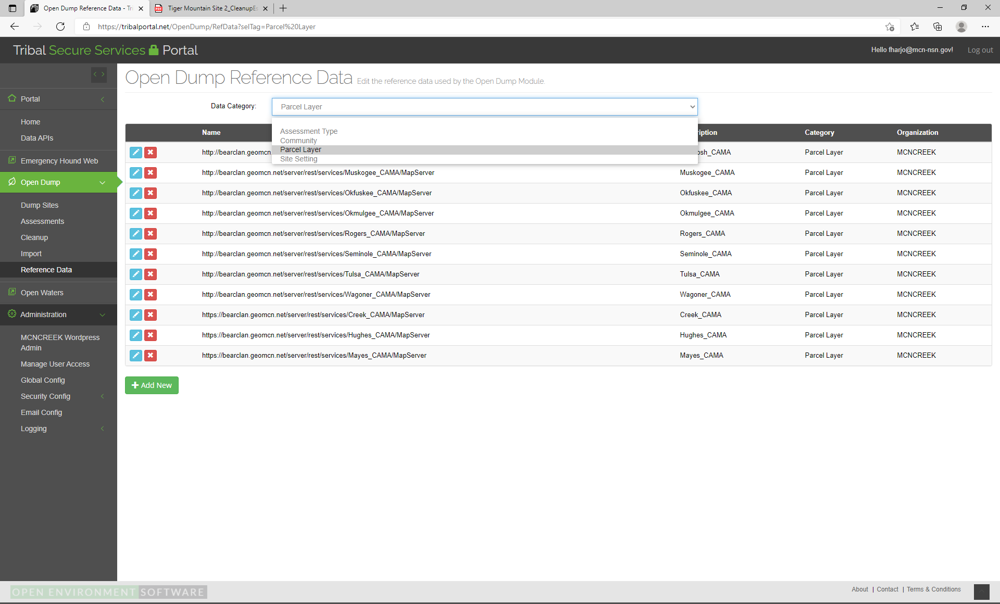 Open Dump Reference Data - Tri
Tiger Mountain Site 2_CleanupEs
https://tribalportal.net/OpenDump/RefData?selTag=Parcel%20Layer
Tribal Secure Services Portal
Hello fharjo@mcn-nsn.gov!
Log out
Portal
Home
Data APIs
Emergency Hound Web
Open Dump
Dump Sites
Assessments
Cleanup
Import
Reference Data
Open Waters
Administration
MCNCREEK Wordpress
Admin
Manage User Access
Global Config
Security Config
Email Config
Logging
Open Dump Reference Data Edit the reference data used by the Open Dump Module.
Data Category: Parcel Layer
Assessment Type
Community
Parcel Layer
Site Setting
Name ription Category Organization
http://bearclan.geomcn. osh_CAMA Parcel Layer MCNCREEK
http://bearclan.geomcn.net/server/rest/services/Muskogee_CAMA/MapServer Muskogee_CAMA Parcel Layer MCNCREEK
http://bearclan.geomcn.net/server/rest/services/Okfuskee_CAMA/MapServer Okfuskee_CAMA Parcel Layer MCNCREEK
http://bearclan.geomcn.net/server/rest/services/Okmulgee_CAMA/MapServer Okmulgee_CAMA Parcel Layer MCNCREEK
http://bearclan.geomcn.net/server/rest/services/Rogers_CAMA/MapServer Rogers_CAMA Parcel Layer MCNCREEK
http://bearclan.geomcn.net/server/rest/services/Seminole_CAMA/MapServer Seminole_CAMA Parcel Layer MCNCREEK
http://bearclan.geomcn.net/server/rest/services/Tulsa_CAMA/MapServer Tulsa_CAMA Parcel Layer MCNCREEK
http://bearclan.geomcn.net/server/rest/services/Wagoner_CAMA/MapServer Wagoner_CAMA Parcel Layer MCNCREEK
https://bearclan.geomcn.net/server/rest/services/Creek_CAMA/MapServer Creek_CAMA Parcel Layer MCNCREEK
https://bearclan.geomcn.net/server/rest/services/Hughes_CAMA/MapServer Hughes_CAMA Parcel Layer MCNCREEK
https://bearclan.geomcn.net/server/rest/services/Mayes_CAMA/MapServer Mayes_CAMA Parcel Layer MCNCREEK
Add New
OPEN ENVIRONMENT SOFTWARE
About | Contact | Terms & Conditions